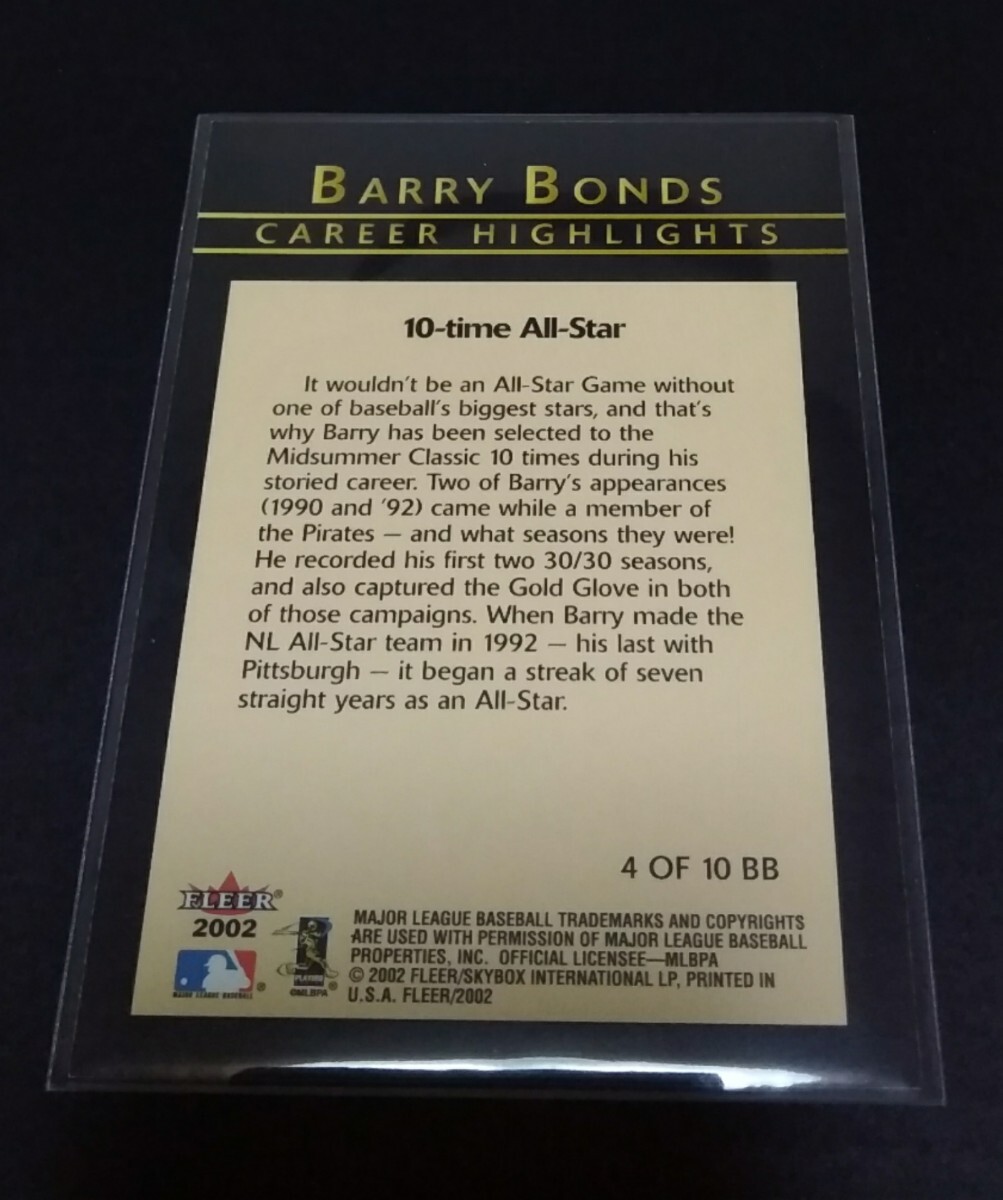 BARRY BONDS
CAREER HIGHLIGHTS
10-time All-Star
It wouldn't be an All-Star Game without
one of baseball's biggest stars, and that's
why Barry has been selected to the
Midsummer Classic 10 times during his
storied career. Two of Barry's appearances
(1990 and '92) came while a member of
the Pirates — and what seasons they were!
He recorded his first two 30/30 seasons,
and also captured the Gold Glove in both
of those campaigns. When Barry made the
NL All-Star team in 1992 — his last with
Pittsburgh — it began a streak of seven
straight years as an All-Star.
4 OF 10 BB
FLEER®
2002
MAJOR LEAGUE BASEBALL®
PLAYERS
©MLBPA
MAJOR LEAGUE BASEBALL TRADEMARKS AND COPYRIGHTS
ARE USED WITH PERMISSION OF MAJOR LEAGUE BASEBALL
PROPERTIES, INC. OFFICIAL LICENSEE—MLBPA
© 2002 FLEER/SKYBOX INTERNATIONAL LP, PRINTED IN
U.S.A. FLEER/2002